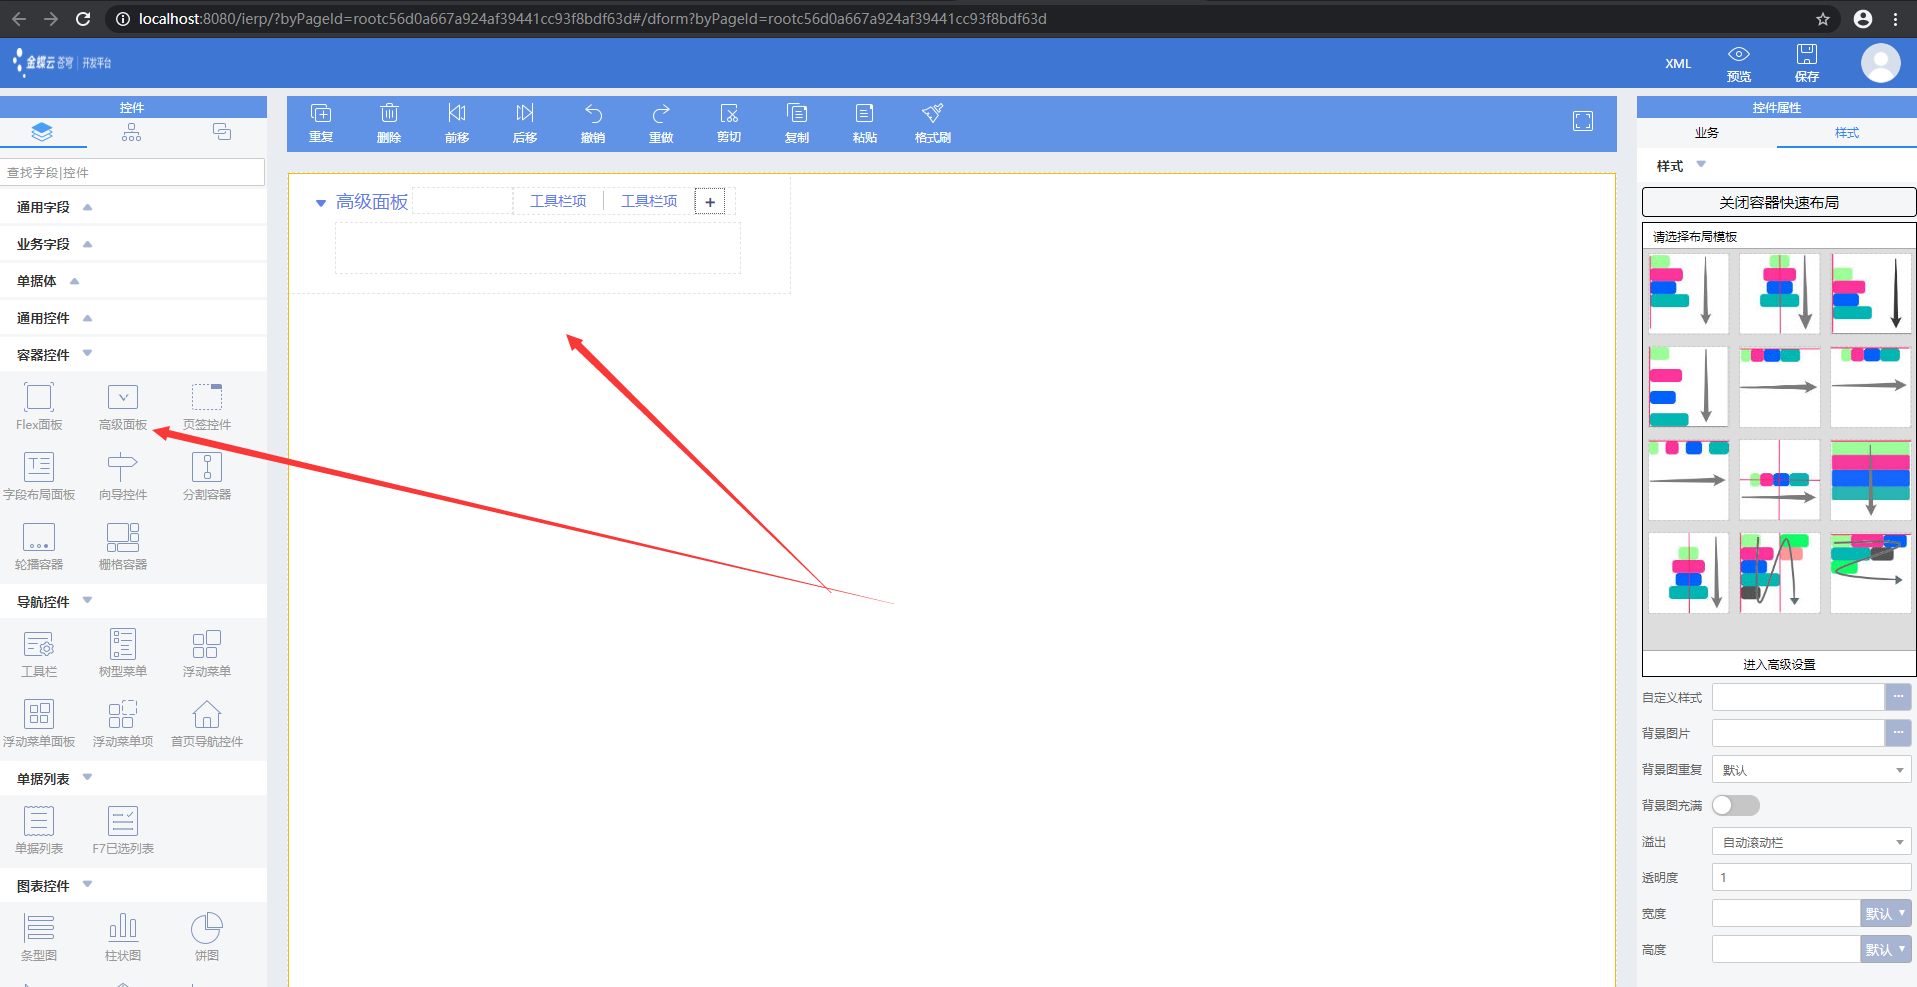 localhost:8080/ierp/?byPageId=rootc56d0a667a924af39441cc93f8bdf63d#/dform?byPageId=rootc56d0a667a924af39441cc93f8bdf63d
金蝶云 苍穹 | 开发平台
XML
预览
保存
控件
查找字段|控件
通用字段
业务字段
单据体
通用控件
容器控件
Flex面板 高级面板 页签控件
字段布局面板 向导控件 分割容器
轮播容器 栅格容器
导航控件
工具栏 树型菜单 浮动菜单
浮动菜单面板 浮动菜单项 首页导航控件
单据列表
单据列表 F7已选列表
图表控件
条型图 柱状图 饼图
重复 删除 前移 后移 撤销 重做 剪切 复制 粘贴 格式刷
高级面板 工具栏项 工具栏项 +
控件属性
业务 样式
样式
关闭容器快速布局
请选择布局模板
进入高级设置
自定义样式 ...
背景图片 ...
背景图重复 默认
背景图充满
溢出 自动滚动栏
透明度 1
宽度 默认
高度 默认